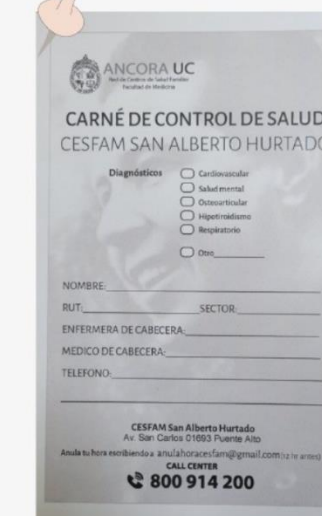 ANCORA UC
Red de Centros de Salud Familiar
Facultad de Medicina
CARNÉ DE CONTROL DE SALUD
CESFAM SAN ALBERTO HURTADO
Diagnósticos
Cardiovascular
Salud mental
Osteoarticular
Hipotiroidismo
Respiratorio
Otro
NOMBRE:
RUT: SECTOR:
ENFERMERA DE CABECERA:
MEDICO DE CABECERA:
TELEFONO:
CESFAM San Alberto Hurtado
Av. San Carlos 01693 Puente Alto
Anula tu hora escribiendo a: anulahoracesfam@gmail.com (12 hr antes)
CALL CENTER
800 914 200